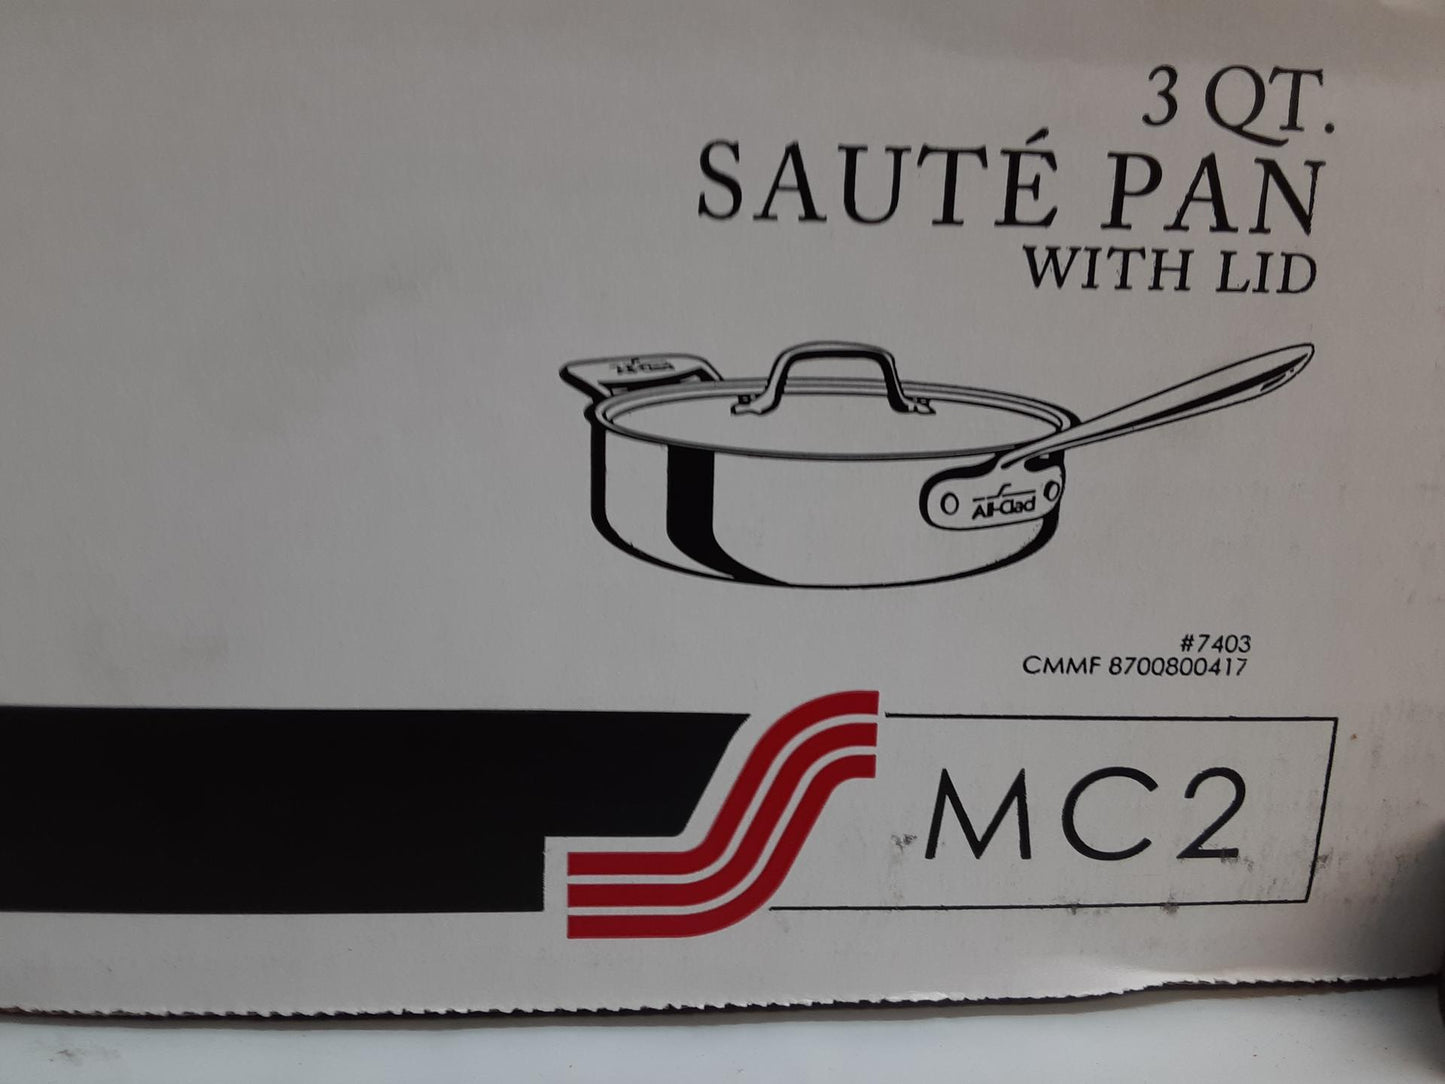 3 QT.
SAUTÉ PAN
WITH LID
All-Clad
#7403
CMMF 8700800417
MC2